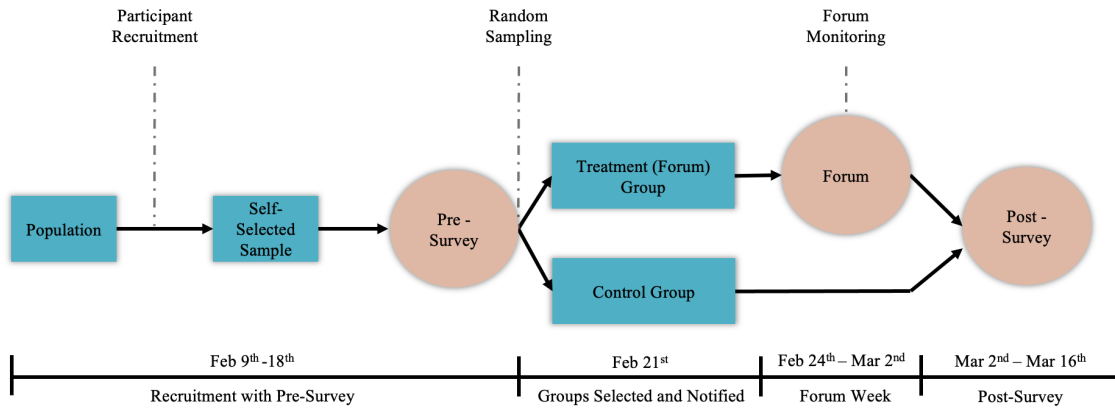 Participant
Recruitment
Random
Sampling
Forum
Monitoring
Population
Self-
Selected
Sample
Pre -
Survey
Treatment (Forum)
Group
Control Group
Forum
Post -
Survey
Feb 9th -18th
Feb 21st
Feb 24th – Mar 2nd
Mar 2nd – Mar 16th
Recruitment with Pre-Survey
Groups Selected and Notified
Forum Week
Post-Survey